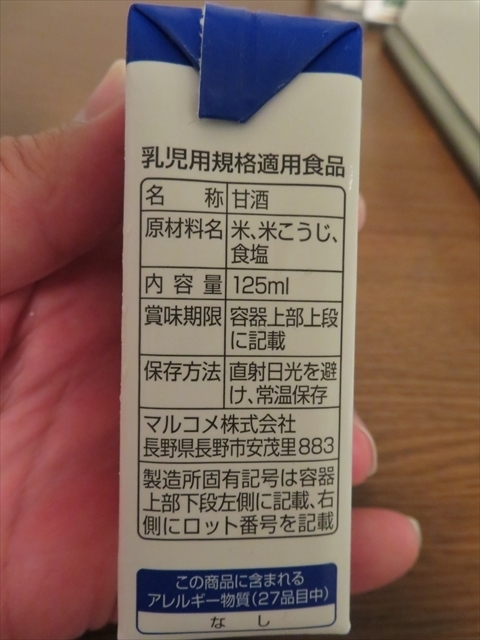 乳児用規格適用食品
名称 甘酒
原材料名 米、米こうじ、
食塩
内容量 125ml
賞味期限 容器上部上段
に記載
保存方法 直射日光を避
け、常温保存
マルコメ株式会社
長野県長野市安茂里883
製造所固有記号は容器
上部下段左側に記載、右
側にロット番号を記載
この商品に含まれる
アレルギー物質(27品目中)
なし